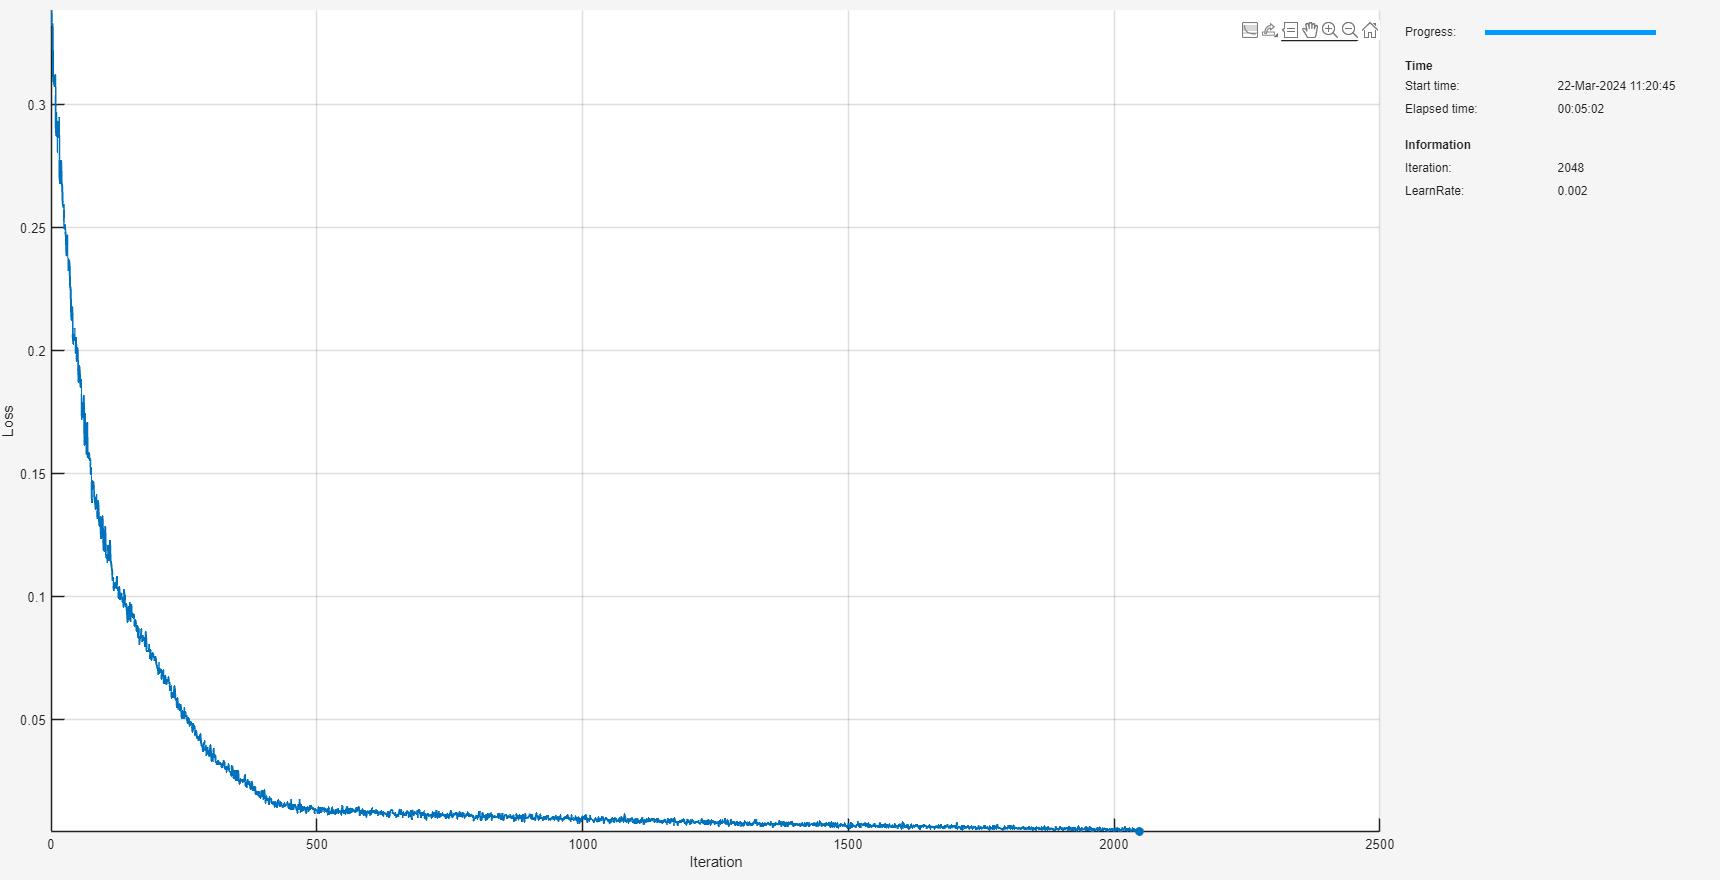 0.3
0.25
0.2
0.15
0.1
0.05
Loss
0 500 1000 1500 2000 2500
Iteration
Progress:
Time
Start time: 22-Mar-2024 11:20:45
Elapsed time: 00:05:02
Information
Iteration: 2048
LearnRate: 0.002